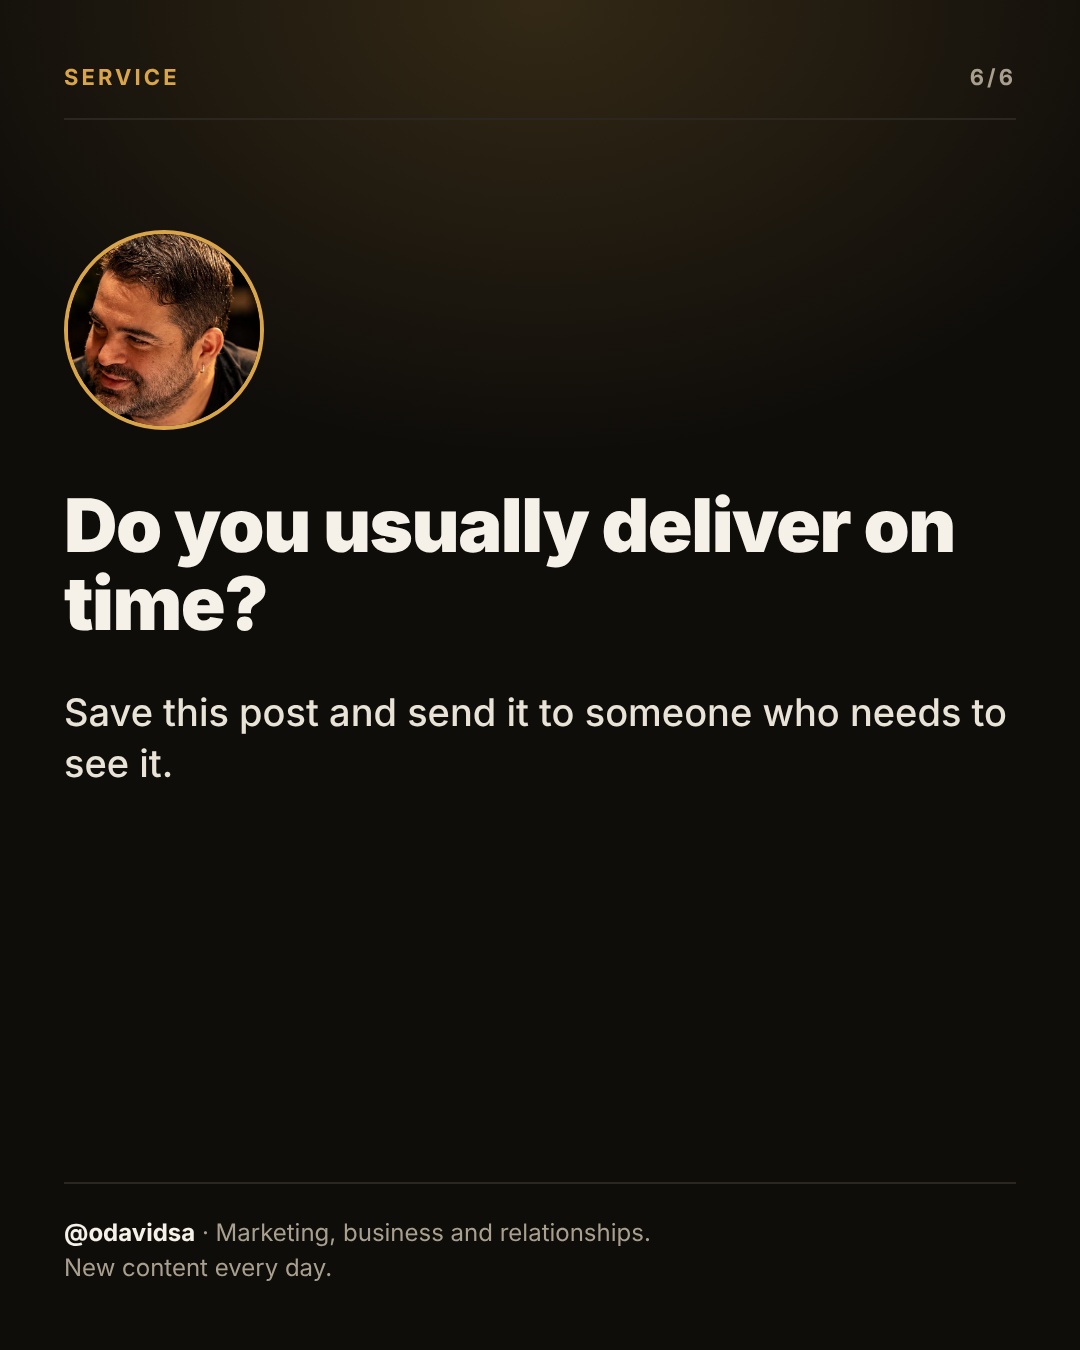 SERVICE
6/6
Do you usually deliver on
time?
Save this post and send it to someone who needs to
see it.
@odavidsa · Marketing, business and relationships.
New content every day.